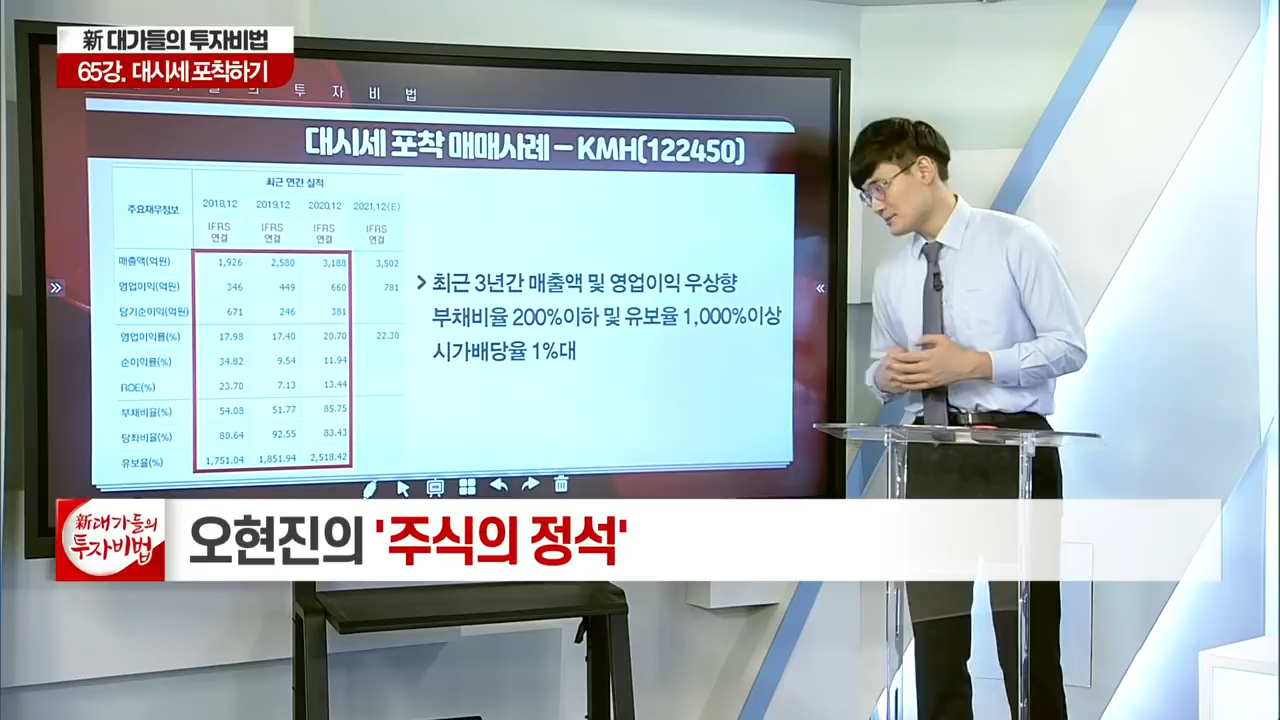 新 대가들의 투자비법
65강. 대시세 포착하기
의 투 자 비 법
대시세 포착 매매사례 – KMH(122450)
주요재무정보 최근 연간 실적
2018.12 2019.12 2020.12 2021.12(E)
IFRS 연결 IFRS 연결 IFRS 연결 IFRS 연결
매출액(억원) 1,926 2,580 3,188 3,502
영업이익(억원) 346 449 660 781
당기순이익(억원) 671 246 381
영업이익률(%) 17.98 17.40 20.70 22.30
순이익률(%) 34.82 9.54 11.94
ROE(%) 23.70 7.13 13.44
부채비율(%) 54.08 51.77 85.75
당좌비율(%) 80.64 92.55 83.43
유보율(%) 1,751.04 1,851.94 2,518.42
최근 3년간 매출액 및 영업이익 우상향
부채비율 200%이하 및 유보율 1,000%이상
시가배당율 1%대
新 대가들의
투자비법
오현진의 '주식의 정석'